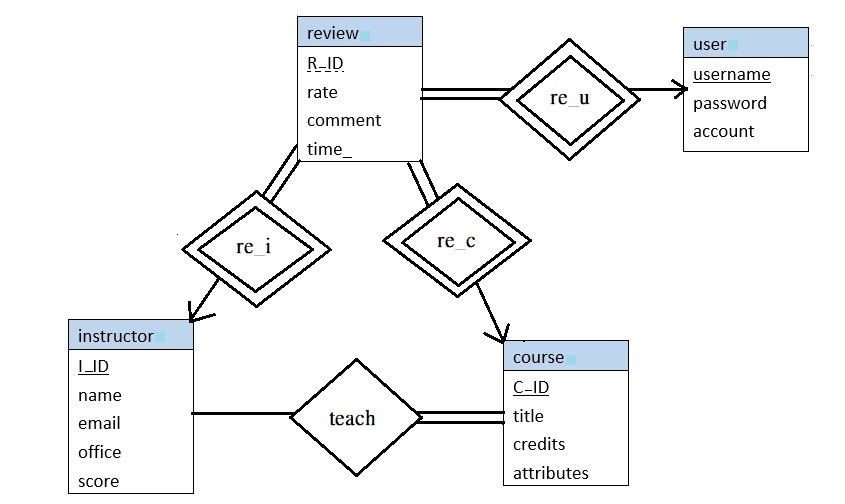 review
R_ID
rate
comment
time_
re_u
user
username
password
account
re_i
re_c
instructor
I_ID
name
email
office
score
teach
course
C_ID
title
credits
attributes